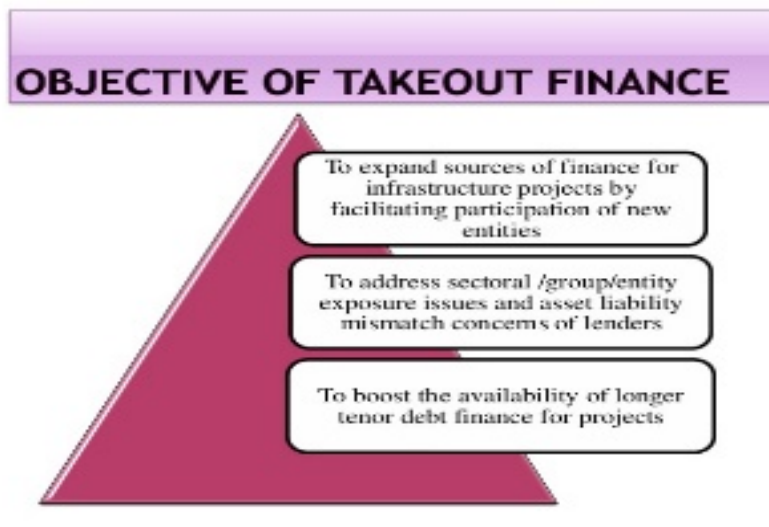 OBJECTIVE OF TAKEOUT FINANCE
To expand sources of finance for
infrastructure projects by
facilitating participation of new
entities
To address sectoral /group/entity
exposure issues and asset liability
mismatch concerns of lenders
To boost the availability of longer
tenor debt finance for projects